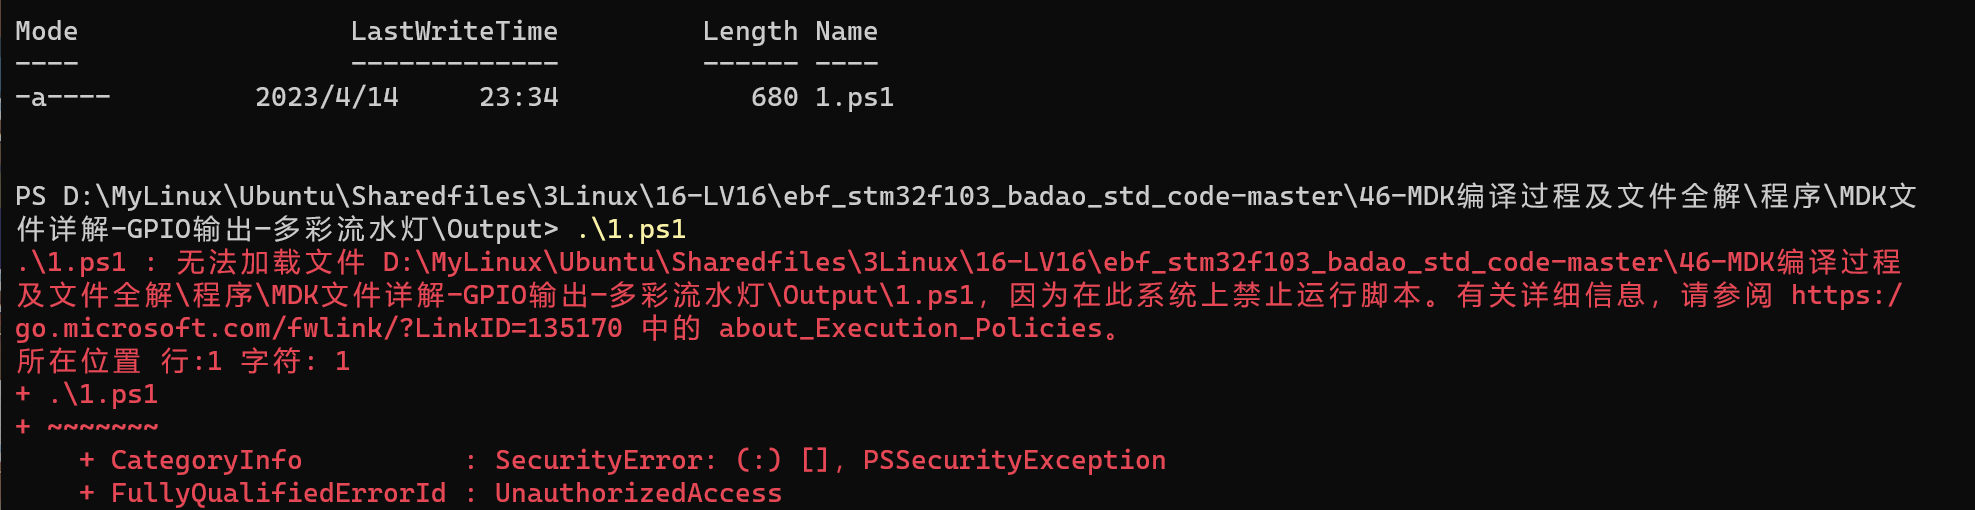 Mode                 LastWriteTime         Length Name
----                 -------------         ------ ----
-a----         2023/4/14     23:34            680 1.ps1
PS D:\MyLinux\Ubuntu\Sharedfiles\3Linux\16-LV16\ebf_stm32f103_badao_std_code-master\46-MDK编译过程及文件全解\程序\MDK文
件详解-GPIO输出-多彩流水灯\Output> .\1.ps1
.\1.ps1 : 无法加载文件 D:\MyLinux\Ubuntu\Sharedfiles\3Linux\16-LV16\ebf_stm32f103_badao_std_code-master\46-MDK编译过程
及文件全解\程序\MDK文件详解-GPIO输出-多彩流水灯\Output\1.ps1，因为在此系统上禁止运行脚本。有关详细信息，请参阅 https:/
go.microsoft.com/fwlink/?LinkID=135170 中的 about_Execution_Policies。
所在位置 行:1 字符: 1
+ .\1.ps1
+ ~~~~~~~
    + CategoryInfo          : SecurityError: (:) []，PSSecurityException
    + FullyQualifiedErrorId : UnauthorizedAccess